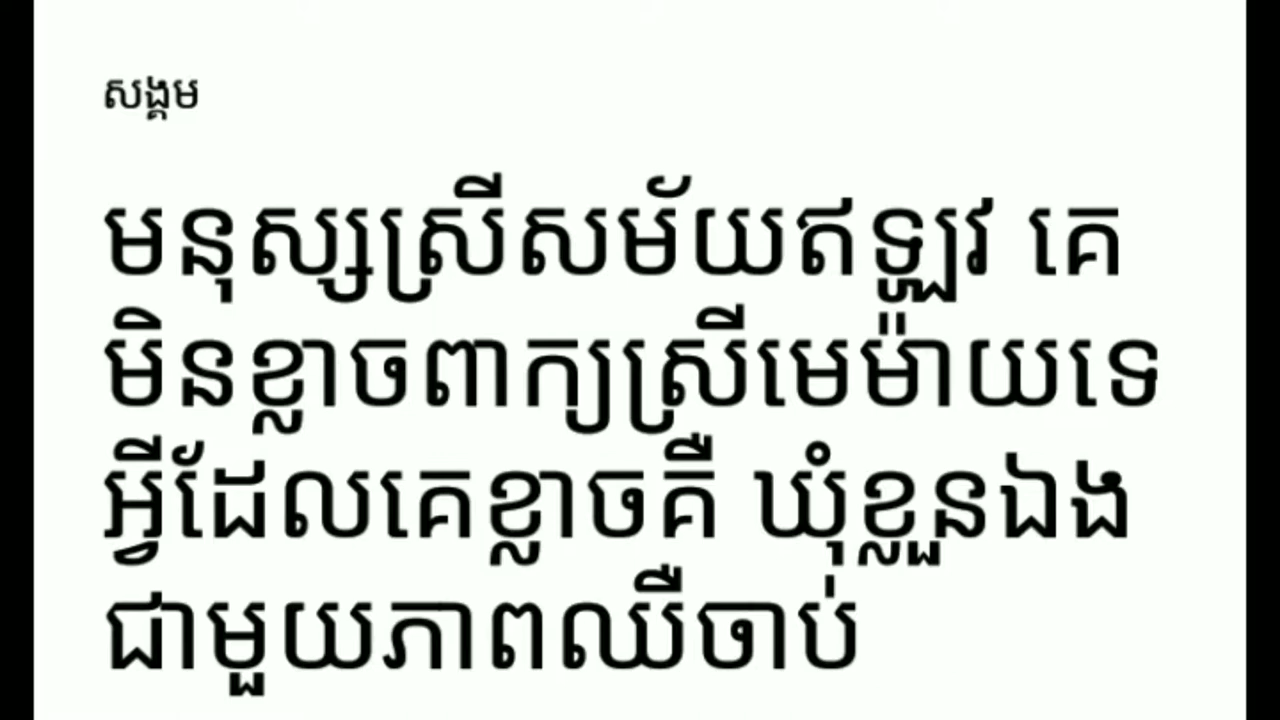 សង្គម
មនុស្សស្រីសម័យឥឡូវ គេ
មិនខ្លាចពាក្យស្រីមេម៉ាយទេ
អ្វីដែលគេខ្លាចគឺ ឃុំខ្លួនឯង
ជាមួយភាពឈឺចាប់